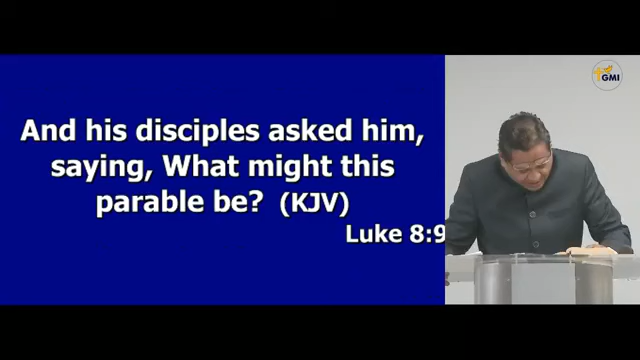 And his disciples asked him,
saying, What might this
parable be? (KJV)
Luke 8:9
GMI